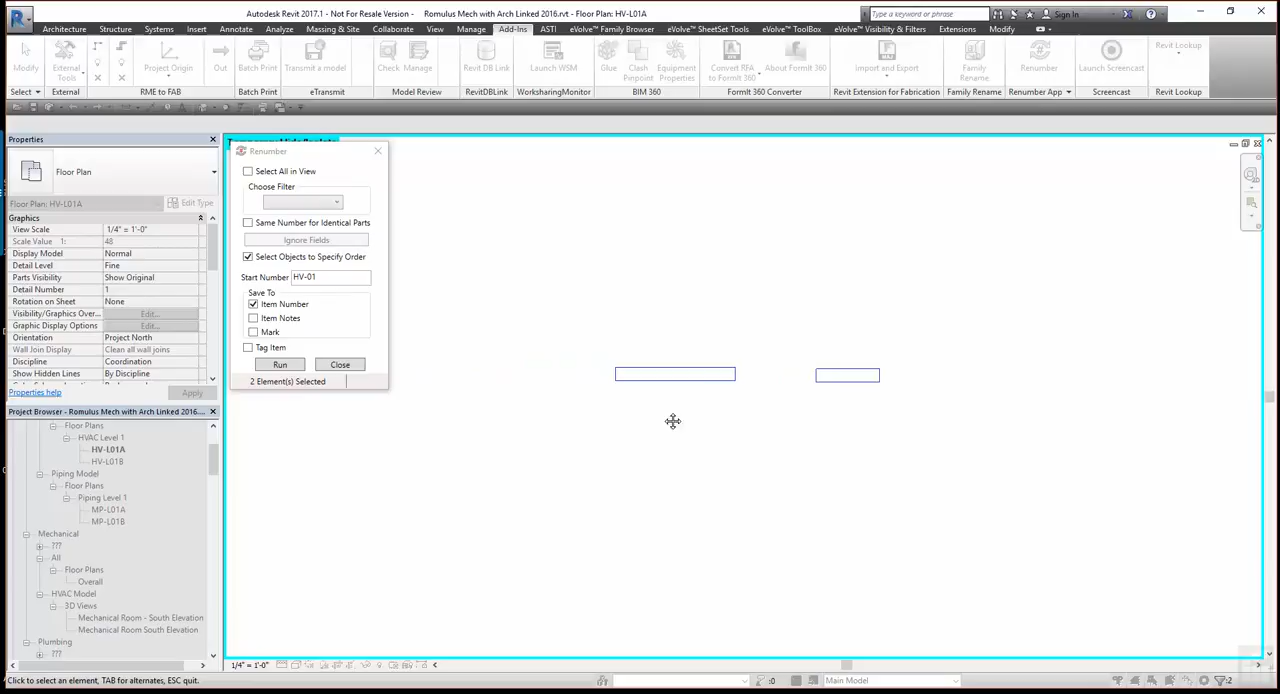 Autodesk Revit 2017.1 - Not For Resale Version - Romulus Mech with Arch Linked 2016.rvt - Floor Plan: HV-L01A
Type a keyword or phrase
Sign In
Architecture Structure Systems Insert Annotate Analyze Massing & Site Collaborate View Manage Add-Ins ASTI eVolve™ Family Browser eVolve™ SheetSet Tools eVolve™ ToolBox eVolve™ Visibility & Filters Extensions Modify
Modify External Tools Project Origin Out Batch Print Transmit a model Check Manage Revit DB Link Launch WSM Glue Clash Pinpoint Equipment Properties Convert RFA to FormIt 360 About FormIt 360 Import and Export Family Rename Renumber Launch Screencast Revit Lookup
Select External RME to FAB Batch Print eTransmit Model Review RevitDBLink WorksharingMonitor BIM 360 FormIt 360 Converter Revit Extension for Fabrication Family Rename Renumber App Screencast Revit Lookup
Properties
Floor Plan
Floor Plan: HV-L01A Edit Type
Graphics
View Scale 1/4" = 1'-0"
Scale Value 1: 48
Display Model Normal
Detail Level Fine
Parts Visibility Show Original
Detail Number 1
Rotation on Sheet None
Visibility/Graphics Over... Edit...
Graphic Display Options Edit...
Orientation Project North
Wall Join Display Clean all wall joins
Discipline Coordination
Show Hidden Lines By Discipline
Properties help Apply
Project Browser - Romulus Mech with Arch Linked 2016....
Floor Plans
HVAC Level 1
HV-L01A
HV-L01B
Piping Model
Floor Plans
Piping Level 1
MP-L01A
MP-L01B
Mechanical
???
All
Floor Plans
Overall
HVAC Model
3D Views
Mechanical Room - South Elevation
Mechanical Room South Elevation
Plumbing
???
Renumber
Select All in View
Choose Filter
Same Number for Identical Parts
Ignore Fields
Select Objects to Specify Order
Start Number HV-01
Save To
Item Number
Item Notes
Mark
Tag Item
Run Close
2 Element(s) Selected
1/4" = 1'-0"
Click to select an element, TAB for alternates, ESC quit.
:0
Main Model
:2